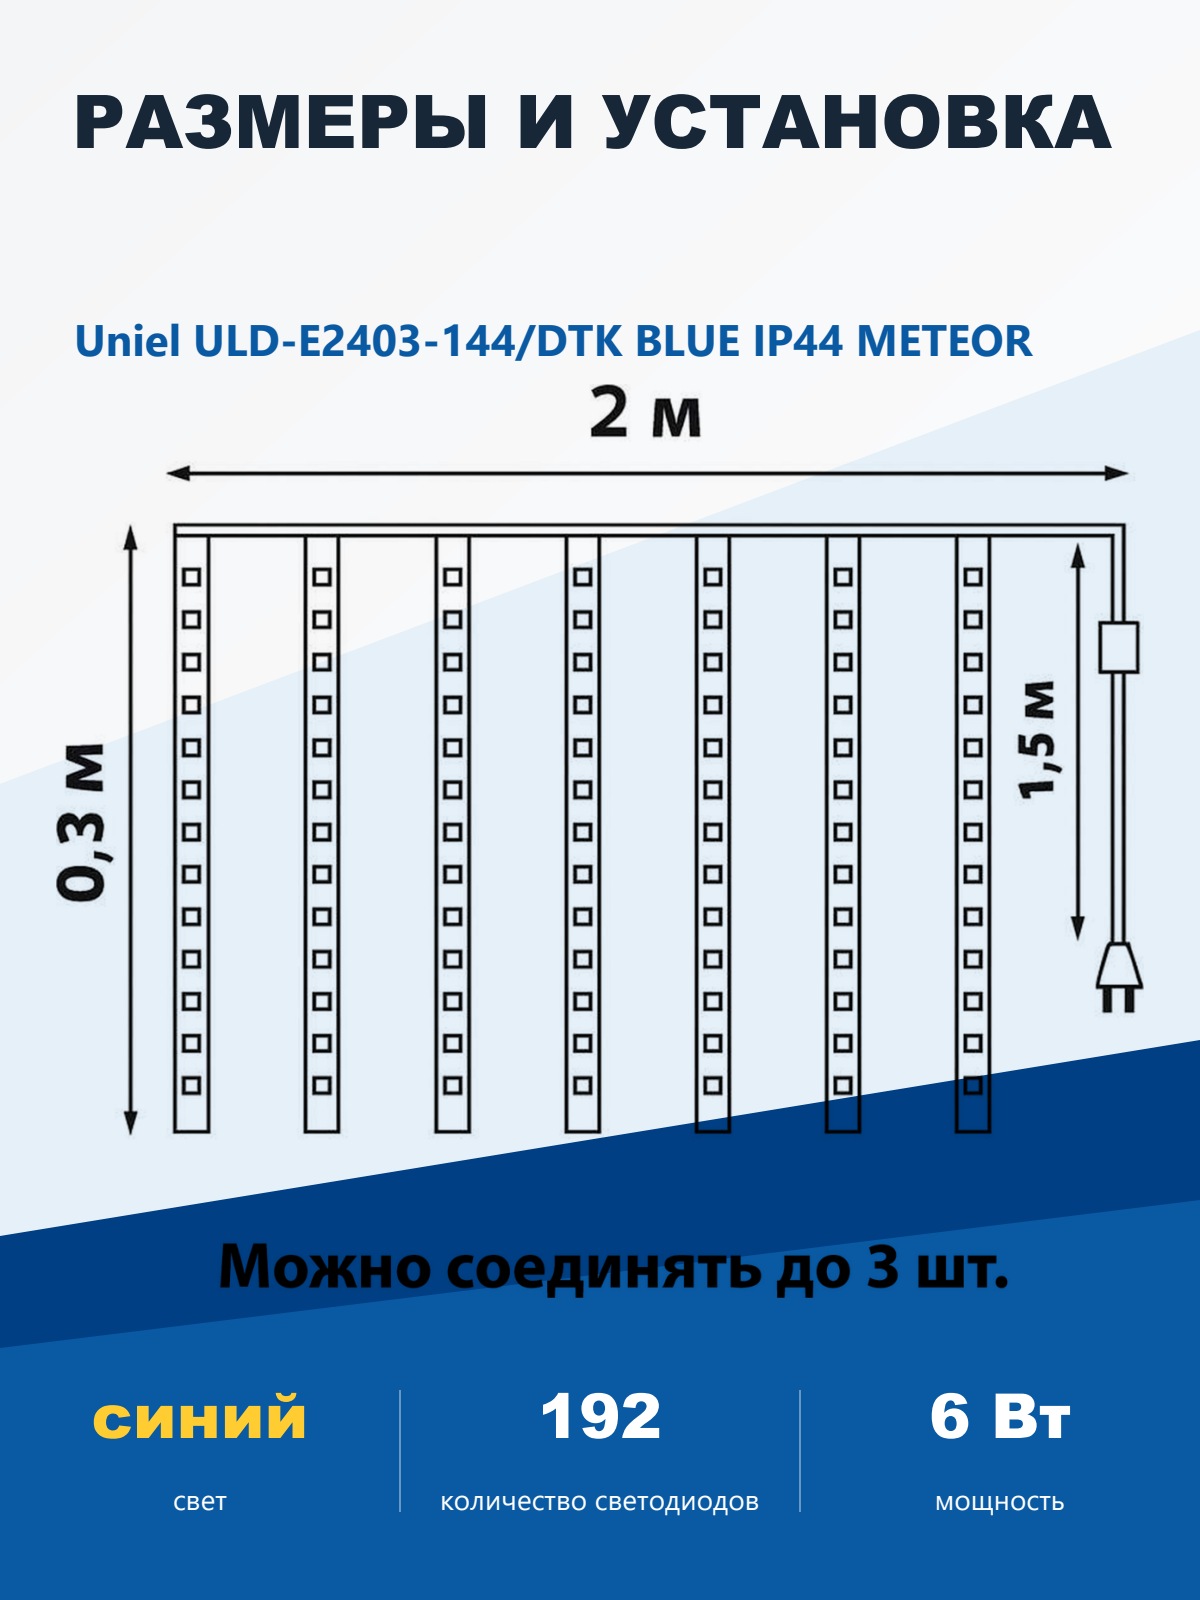 РАЗМЕРЫ И УСТАНОВКА
Uniel ULD-E2403-144/DTK BLUE IP44 METEOR
2 м
0,3 м
1,5 м
Можно соединять до 3 шт.
синий
свет
192
количество светодиодов
6 Вт
мощность